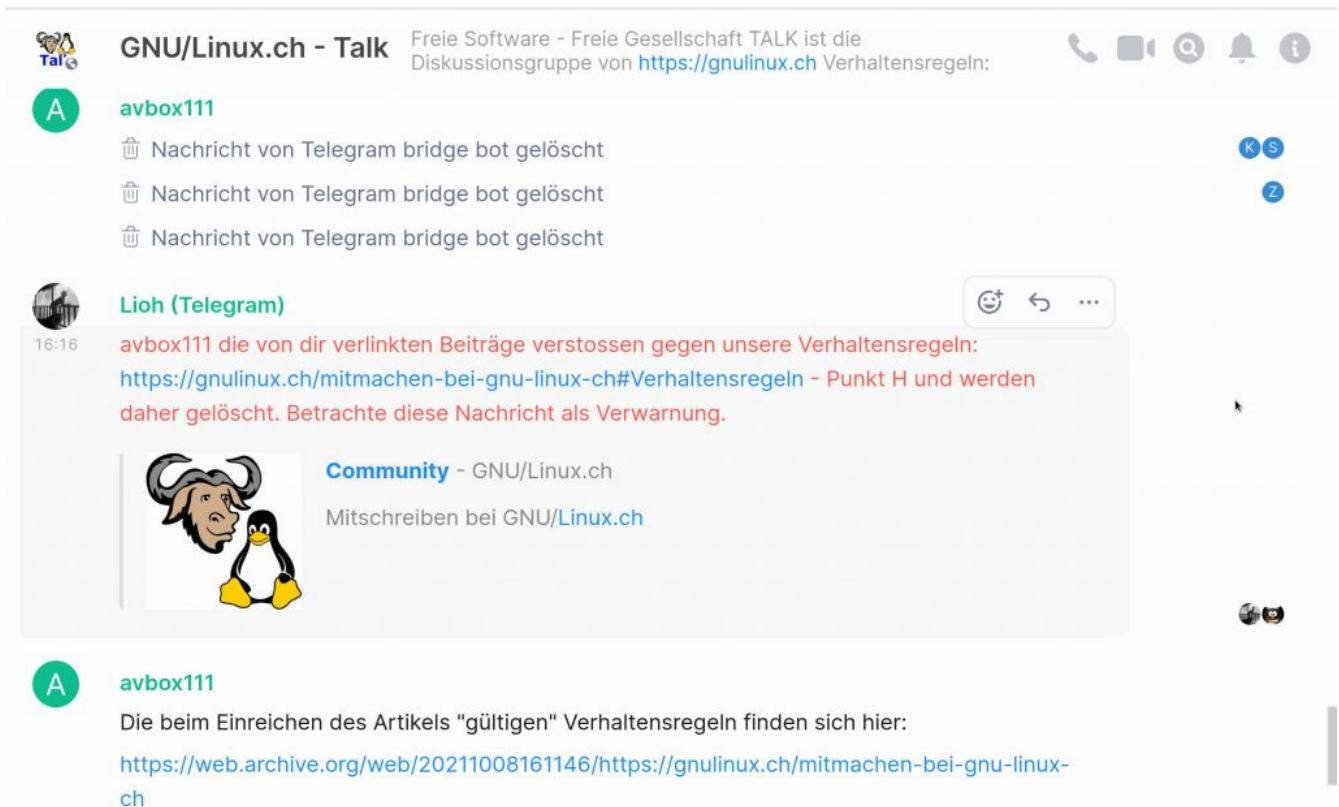 Tal
GNU/Linux.ch - Talk
Freie Software - Freie Gesellschaft TALK ist die
Diskussionsgruppe von https://gnulinux.ch Verhaltensregeln:
A
avbox111
Nachricht von Telegram bridge bot gelöscht
K S
Nachricht von Telegram bridge bot gelöscht
Z
Nachricht von Telegram bridge bot gelöscht
Lioh (Telegram)
16:16
avbox111 die von dir verlinkten Beiträge verstossen gegen unsere Verhaltensregeln:
https://gnulinux.ch/mitmachen-bei-gnu-linux-ch#Verhaltensregeln - Punkt H und werden
daher gelöscht. Betrachte diese Nachricht als Verwarnung.
Community - GNU/Linux.ch
Mitschreiben bei GNU/Linux.ch
A
avbox111
Die beim Einreichen des Artikels "gültigen" Verhaltensregeln finden sich hier:
https://web.archive.org/web/20211008161146/https://gnulinux.ch/mitmachen-bei-gnu-linux-
ch